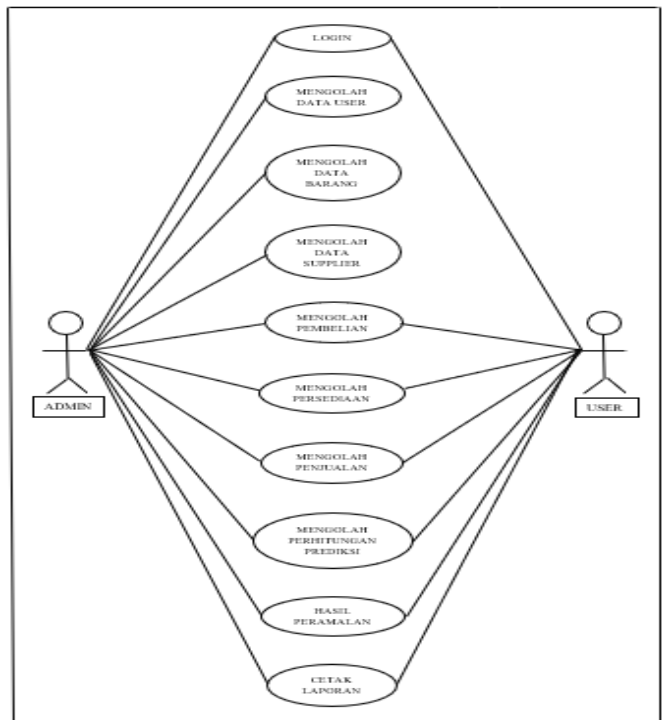 LOGIN
MENGOLAH
DATA USER
MENGOLAH
DATA
BARANG
MENGOLAH
DATA
SUPPLIER
MENGOLAH
PEMBELIAN
MENGOLAH
PERSEDIAAN
MENGOLAH
PENJUALAN
MENGOLAH
PERHITUNGAN
PREDIKSI
HASIL
PERAMALAN
CETAK
LAPORAN
ADMIN
USER